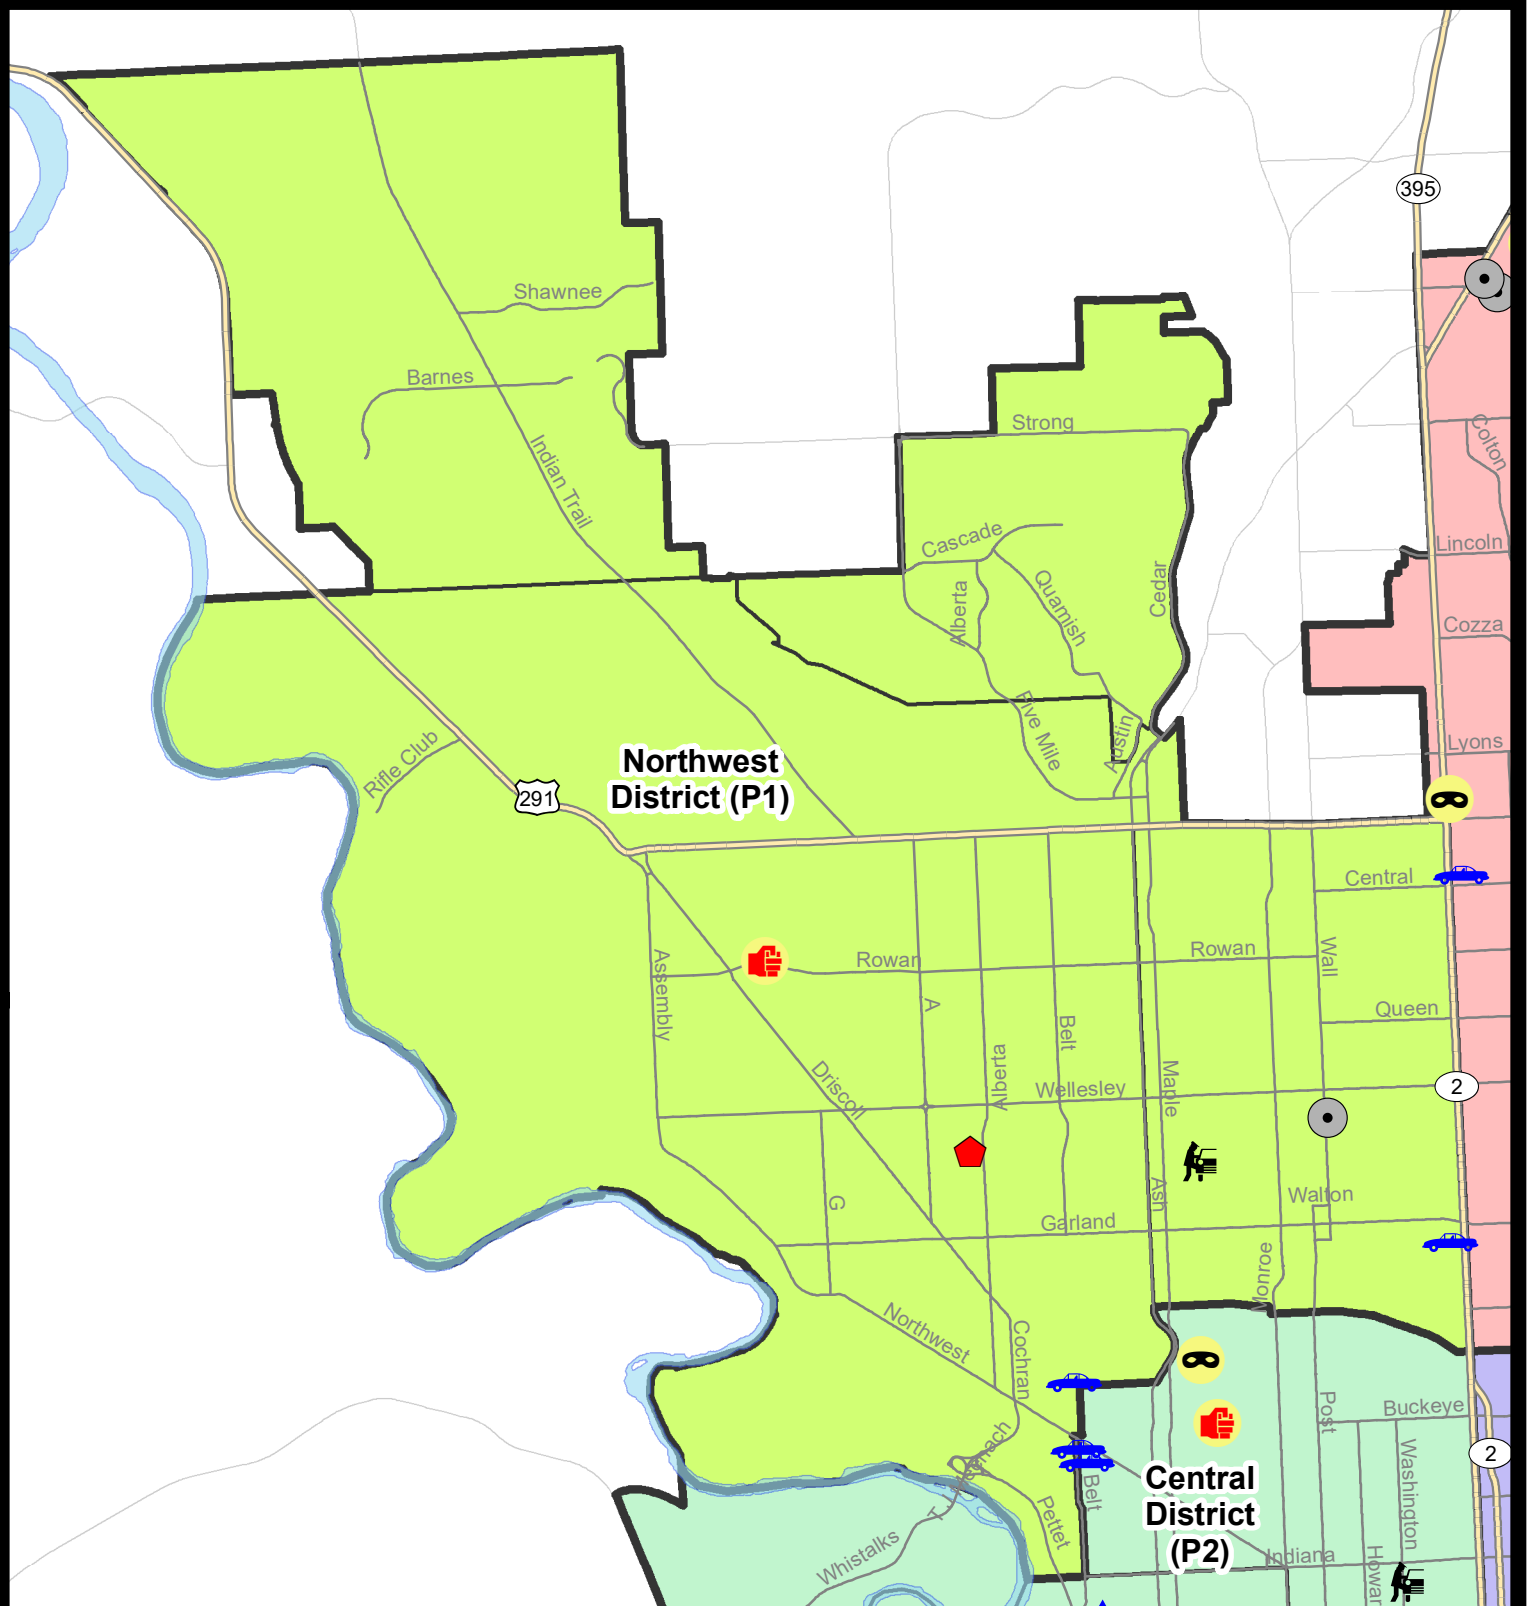 395
Shawnee
Barnes
Strong
Colton
Indian Trail
Cascade
Lincoln
Alberta
Quamish
Cedar
Cozza
Five Mile
Austin
Lyons
Rifle Club
Northwest
District (P1)
291
Central
Assembly
Rowan
Rowan
Wall
A
Belt
Queen
Driscoll
Alberta
Wellesley
Maple
2
G
Ash
Walton
Garland
Monroe
Northwest
Cochran
Post
Buckeye
Washington
2
Belt
Central
District
(P2)
Pettet
Whistalks
Indiana